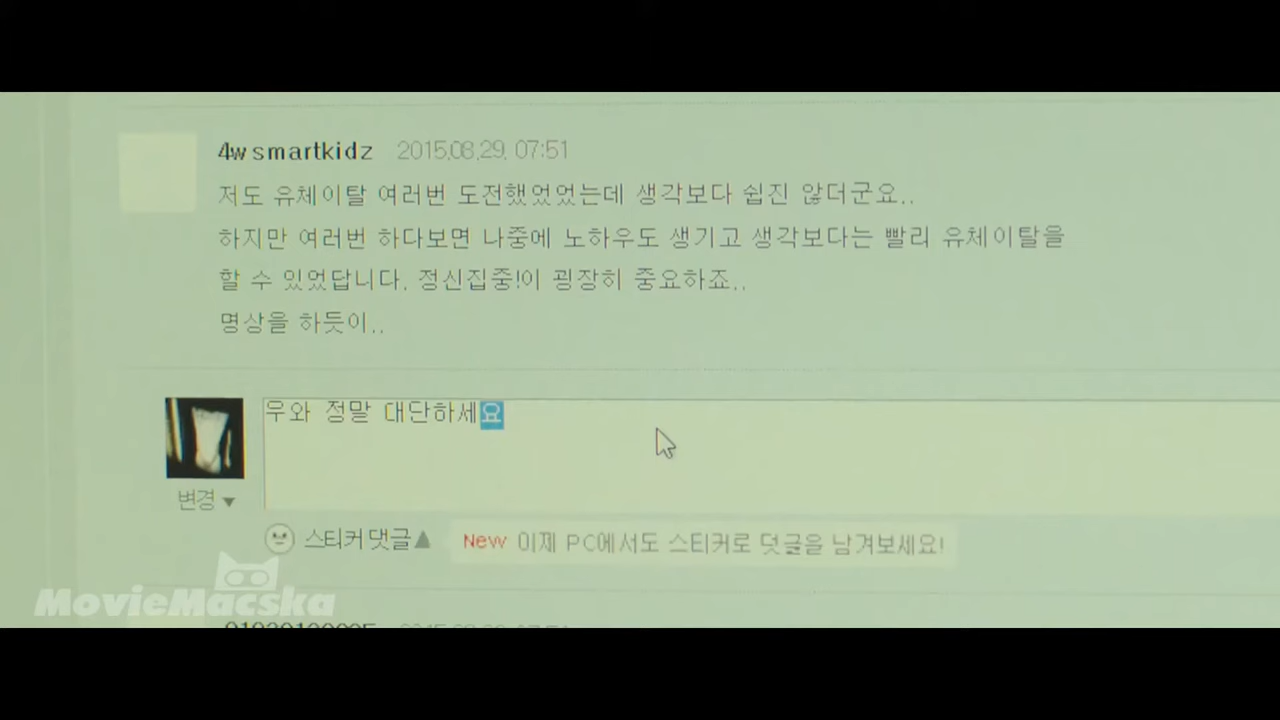 4wsmartkidz 2015.08.29. 07:51
저도 유체이탈 여러번 도전했었었는데 생각보다 쉽진 않더군요..
하지만 여러번 하다보면 나중에 노하우도 생기고 생각보다는 빨리 유체이탈을
할 수 있었답니다. 정신집중!이 굉장히 중요하죠..
명상을 하듯이..
우와 정말 대단하세요
변경 ▼
스티커 댓글▲ New 이제 PC에서도 스티커로 덧글을 남겨보세요!
MovieMacska